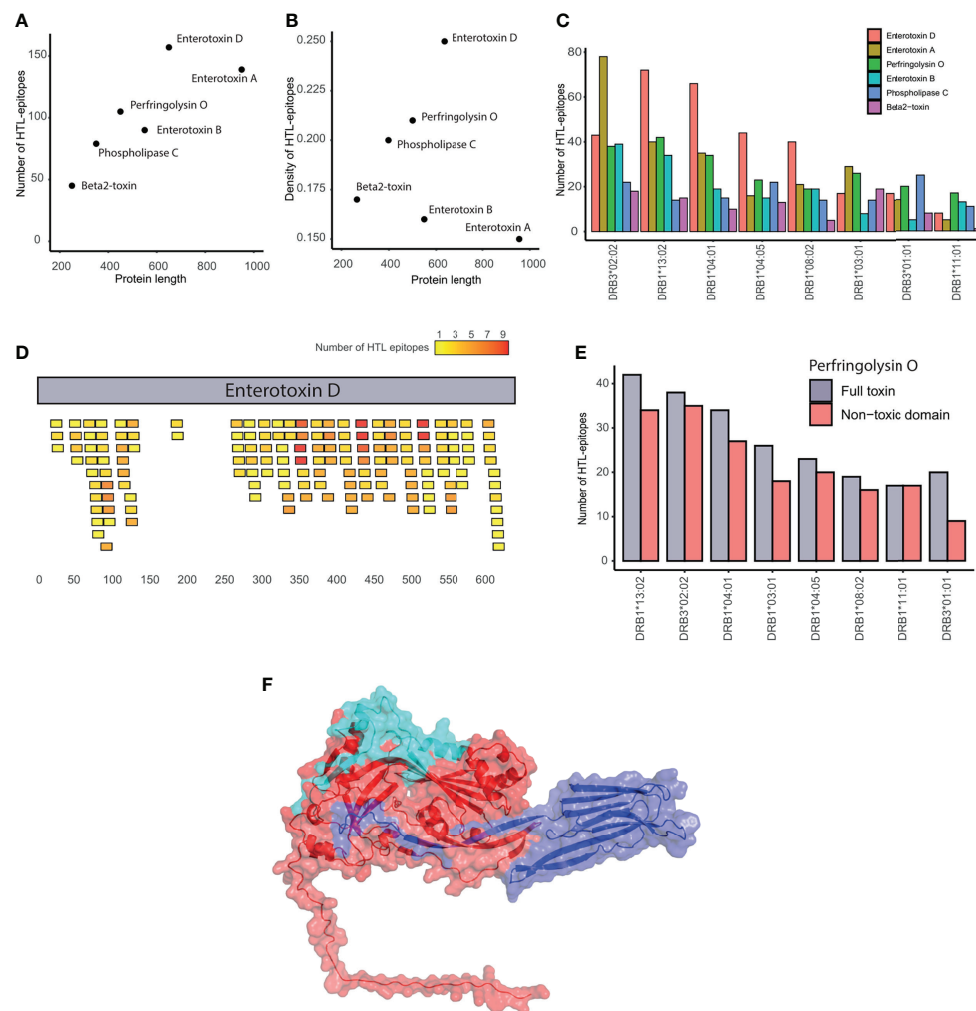 A
Number of HTL-epitopes
150
100
50
0
Enterotoxin D
Enterotoxin A
Perfringolysin O
Enterotoxin B
Phospholipase C
Beta2-toxin
200 400 600 800 1000
Protein length
B
Density of HTL-epitopes
0.250
0.225
0.200
0.175
0.150
Enterotoxin D
Perfringolysin O
Phospholipase C
Beta2-toxin
Enterotoxin B
Enterotoxin A
200 400 600 800 1000
Protein length
C
Number of HTL-epitopes
80
60
40
20
0
Enterotoxin D
Enterotoxin A
Perfringolysin O
Enterotoxin B
Phospholipase C
Beta2-toxin
DRB3*02:02
DRB1*13:02
DRB1*04:01
DRB1*04:05
DRB1*08:02
DRB1*03:01
DRB3*01:01
DRB1*11:01
D
1 3 5 7 9
Number of HTL epitopes
Enterotoxin D
0 50 100 150 200 250 300 350 400 450 500 550 600
E
Perfringolysin O
Full toxin
Non-toxic domain
Number of HTL-epitopes
40
30
20
10
0
DRB1*13:02
DRB3*02:02
DRB1*04:01
DRB1*03:01
DRB1*04:05
DRB1*08:02
DRB1*11:01
DRB3*01:01
F